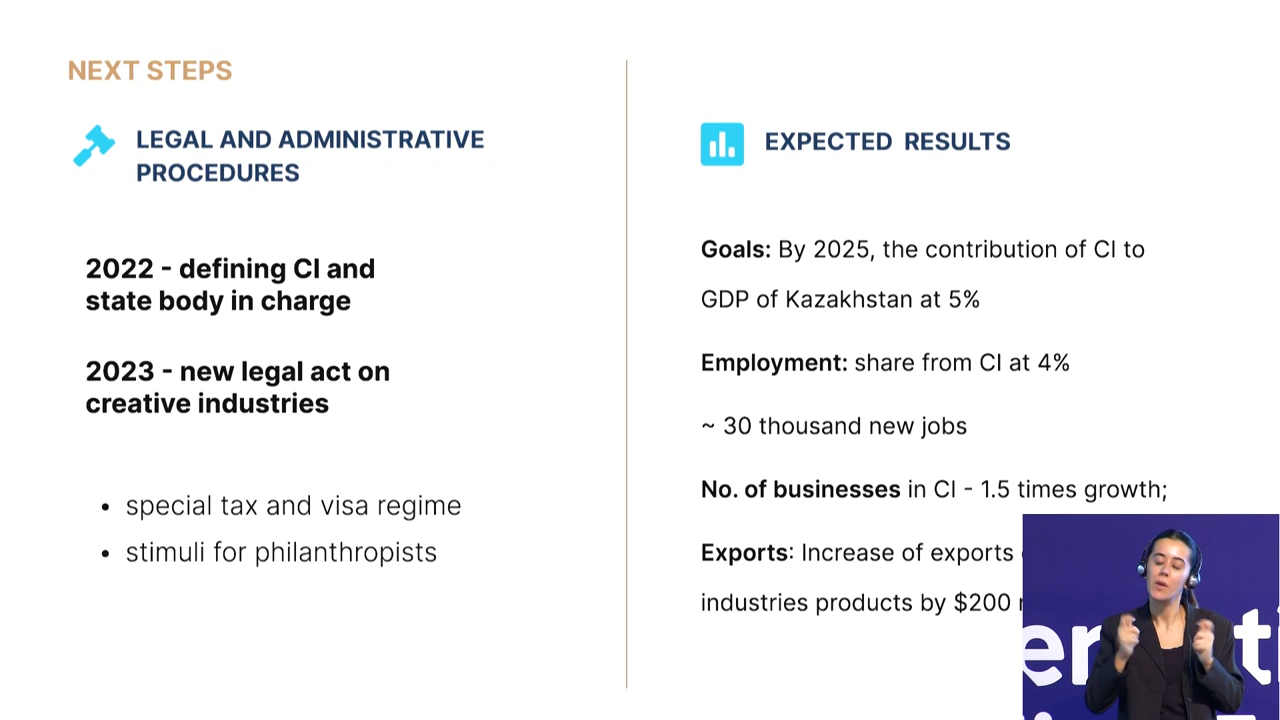 NEXT STEPS
LEGAL AND ADMINISTRATIVE
PROCEDURES
2022 - defining CI and
state body in charge
2023 - new legal act on
creative industries
• special tax and visa regime
• stimuli for philanthropists
EXPECTED RESULTS
Goals: By 2025, the contribution of CI to
GDP of Kazakhstan at 5%
Employment: share from CI at 4%
~ 30 thousand new jobs
No. of businesses in CI - 1.5 times growth;
Exports: Increase of exports
industries products by $200